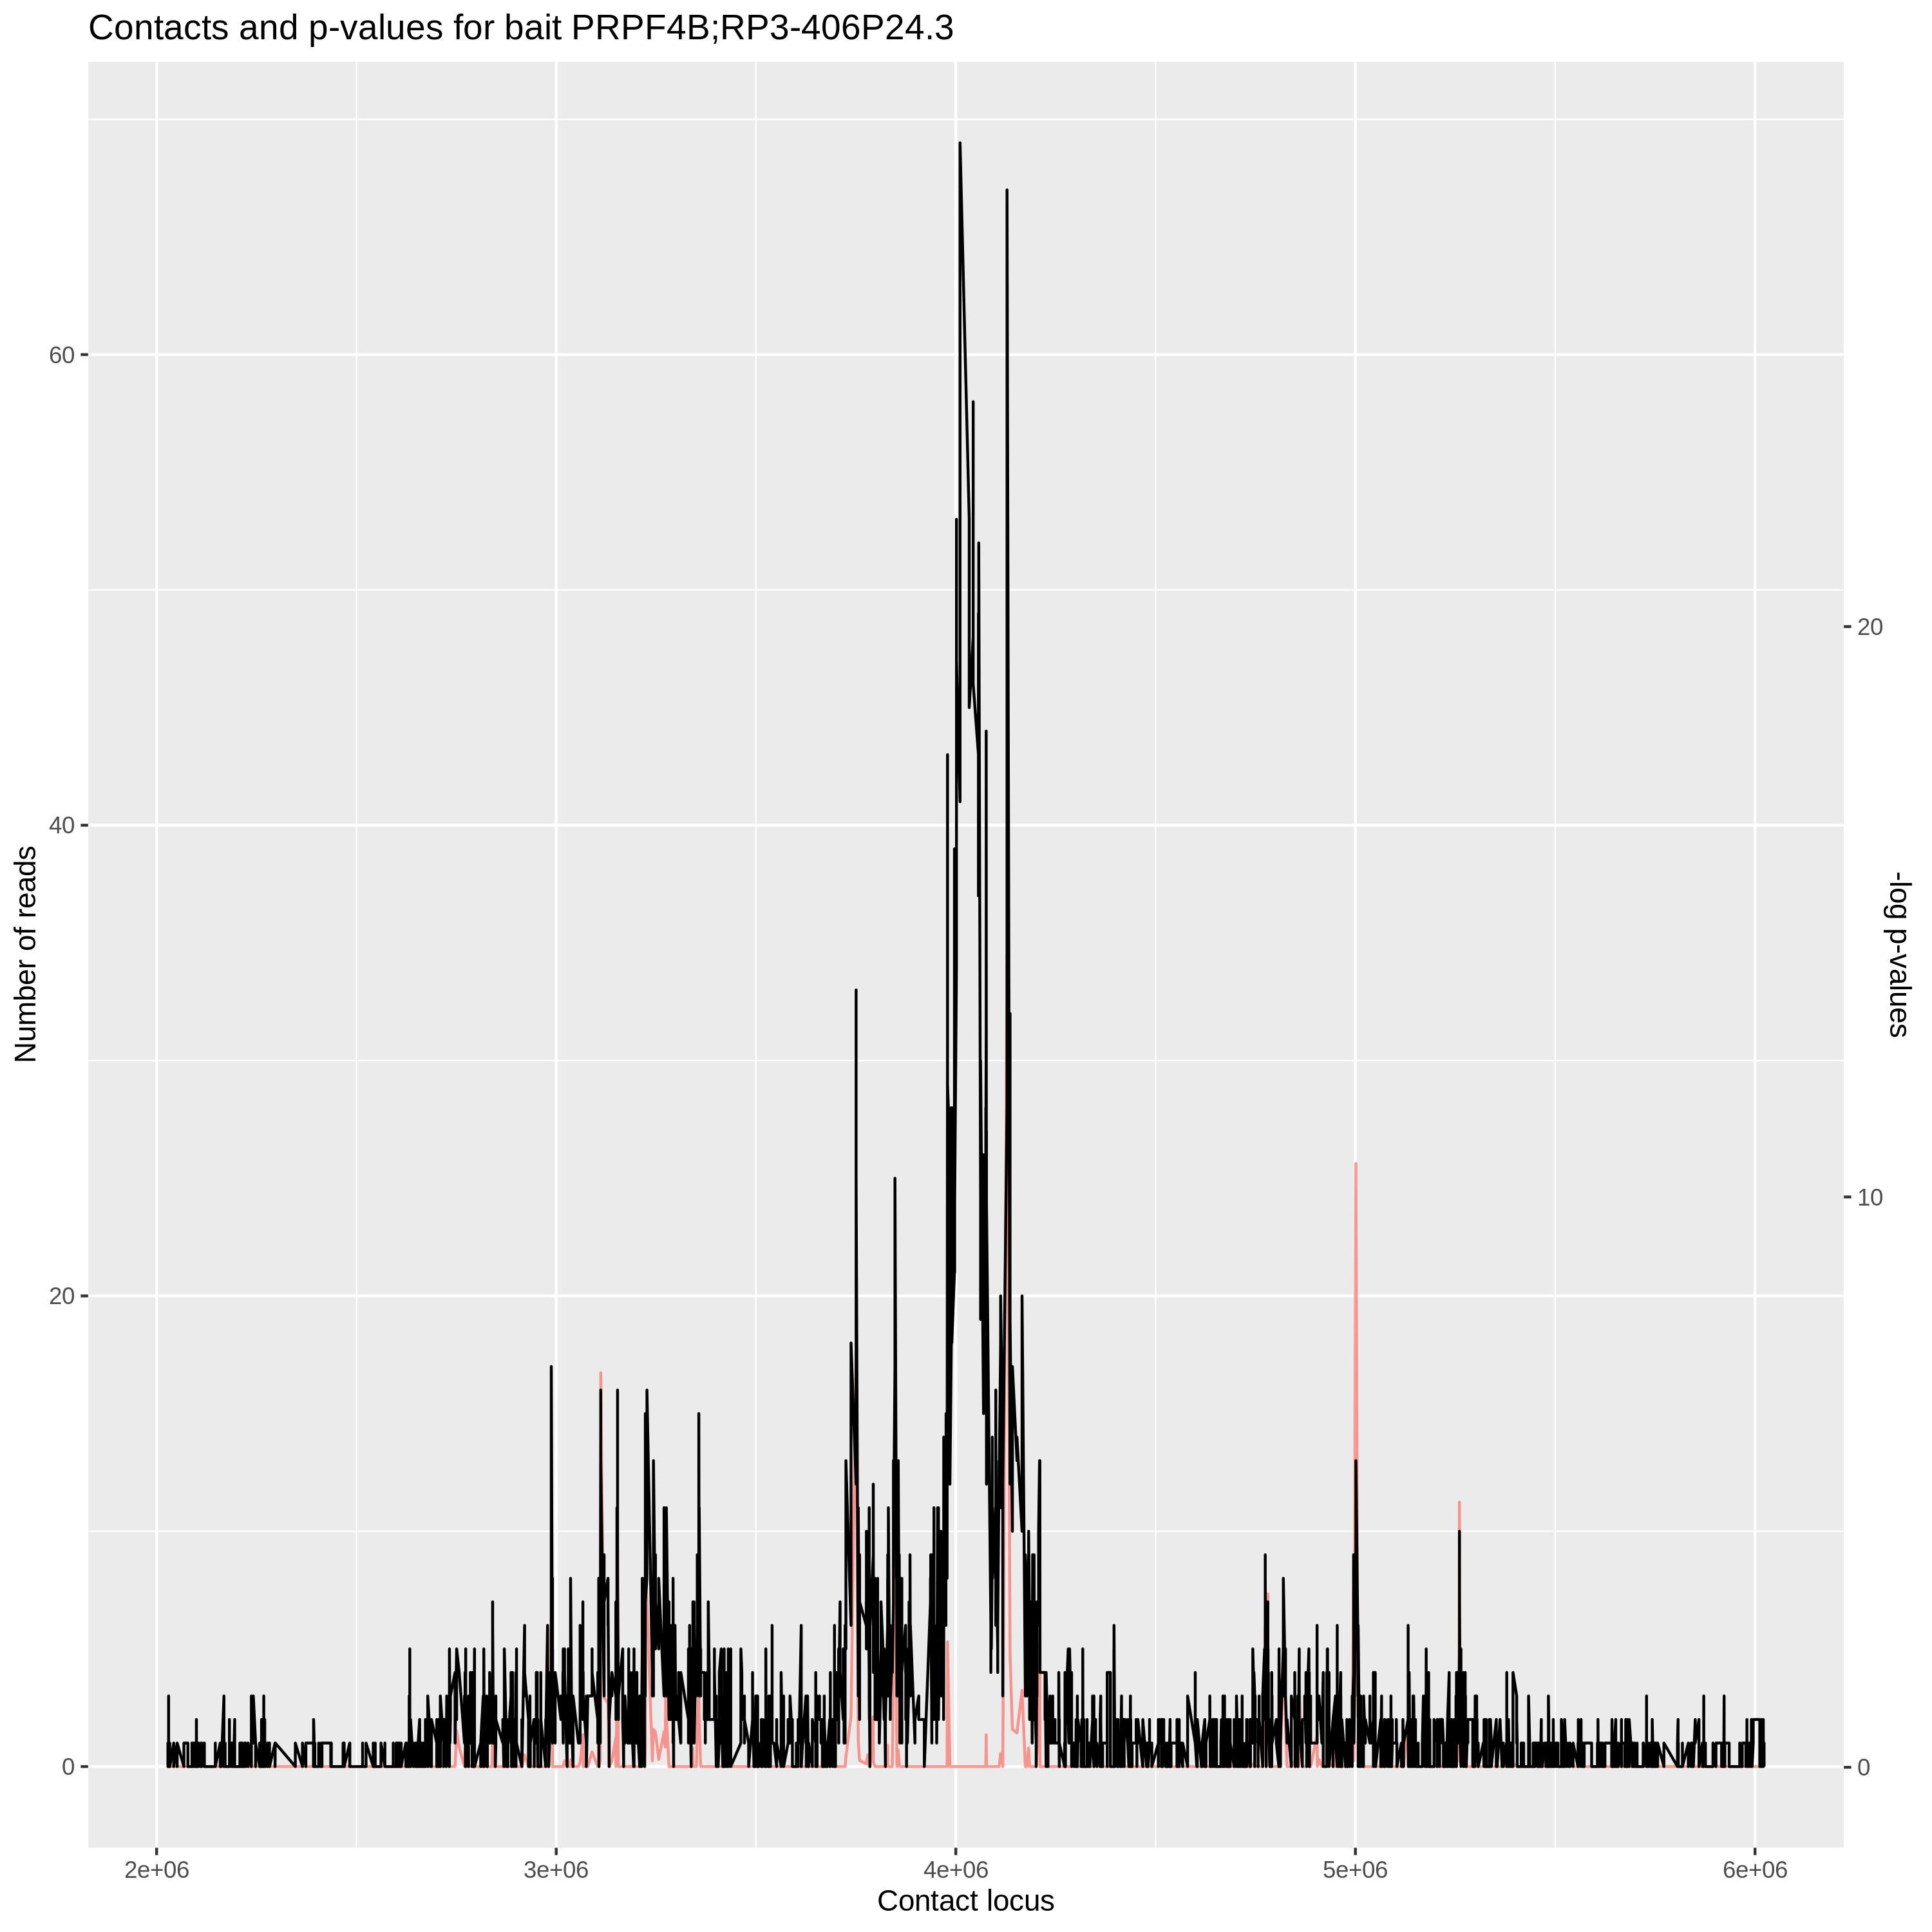 Contacts and p-values for bait PRPF4B;RP3-406P24.3
60
40
20
0
Number of reads
20
10
0
-log p-values
2e+06
3e+06
4e+06
5e+06
6e+06
Contact locus